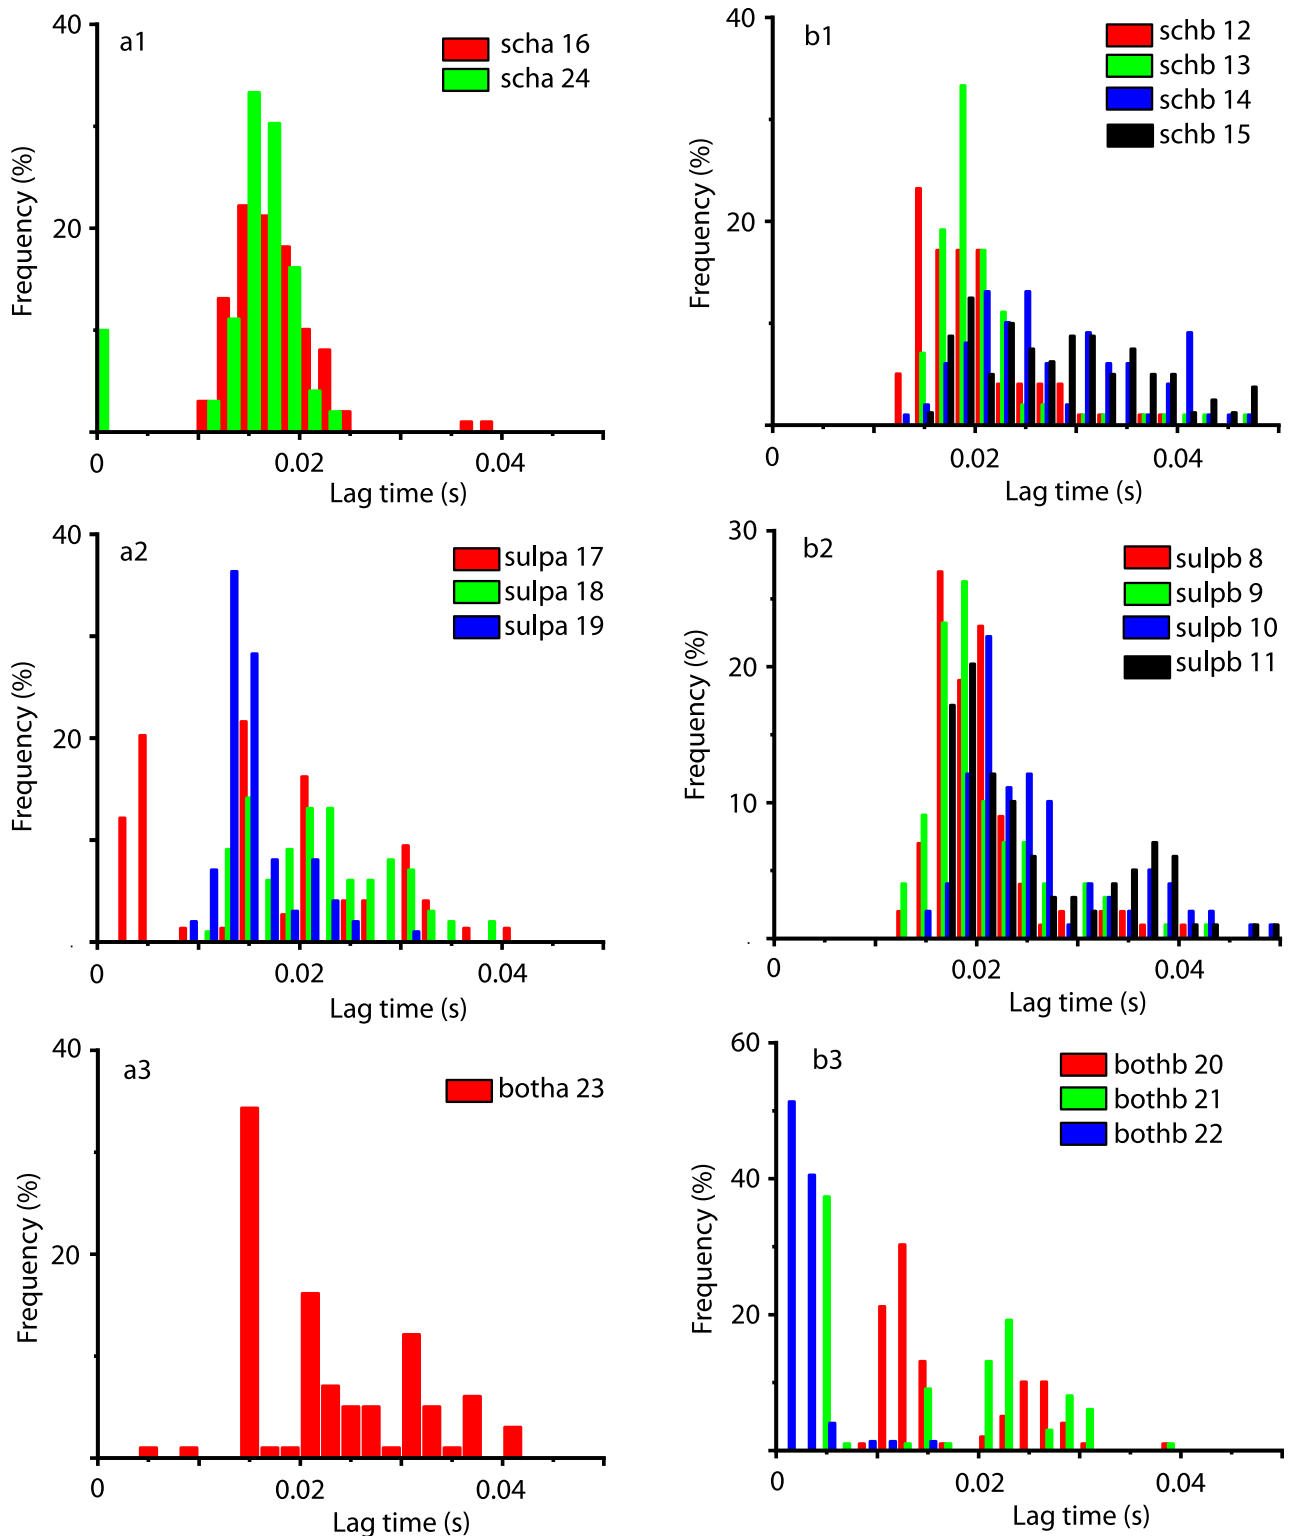 a1
scha 16
scha 24
40
20
Frequency (%)
0
0.02
0.04
Lag time (s)
b1
schb 12
schb 13
schb 14
schb 15
40
20
Frequency (%)
0
0.02
0.04
Lag time (s)
a2
sulpa 17
sulpa 18
sulpa 19
40
20
Frequency (%)
0
0.02
0.04
Lag time (s)
b2
sulpb 8
sulpb 9
sulpb 10
sulpb 11
30
20
10
Frequency (%)
0
0.02
0.04
Lag time (s)
a3
botha 23
40
20
Frequency (%)
0
0.02
0.04
Lag time (s)
b3
bothb 20
bothb 21
bothb 22
60
40
20
Frequency (%)
0
0.02
0.04
Lag time (s)